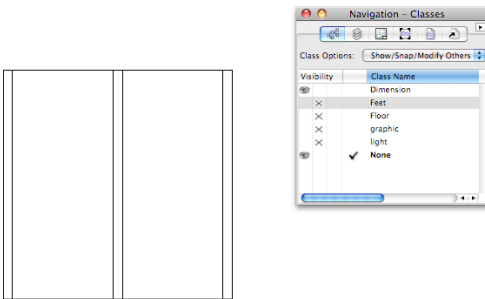 Navigation – Classes
Class Options: Show/Snap/Modify Others
Visibility Class Name
Dimension
Feet
Floor
graphic
light
None